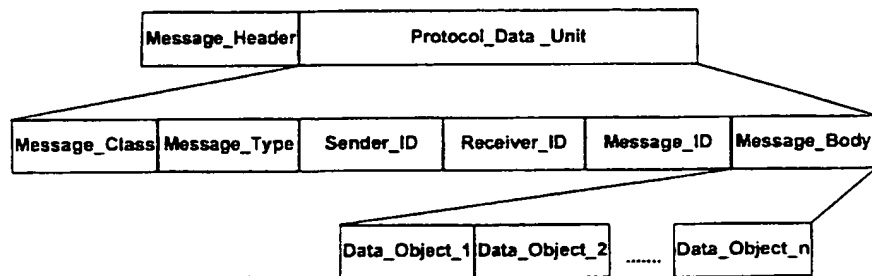 Message_Header Protocol_Data _Unit
Message_Class Message_Type Sender_ID Receiver_ID Message_ID Message_Body
Data_Object_1 Data_Object_2 ....... Data_Object_n